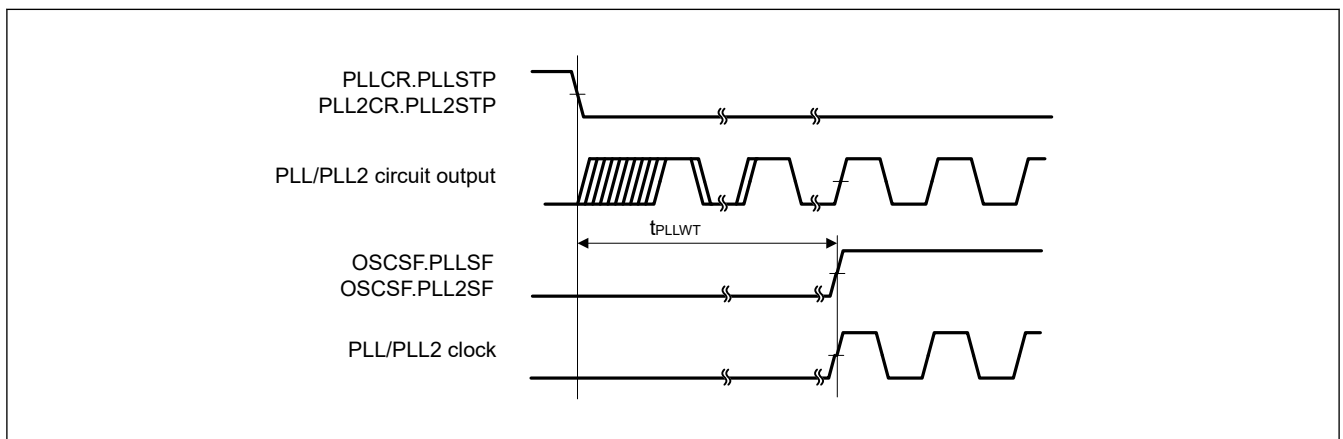 PLLCR.PLLSTP
PLL2CR.PLL2STP
PLL/PLL2 circuit output
tPLLWT
OSCSF.PLLSF
OSCSF.PLL2SF
PLL/PLL2 clock